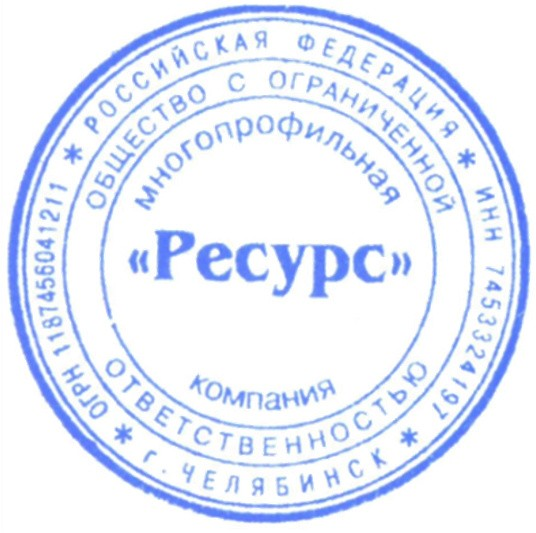 РОССИЙСКАЯ ФЕДЕРАЦИЯ * ИНН 7453324197 * г. ЧЕЛЯБИНСК * ОГРН 1187456041211 *
ОБЩЕСТВО С ОГРАНИЧЕННОЙ
ОТВЕТСТВЕННОСТЬЮ
многопрофильная
«Ресурс»
компания